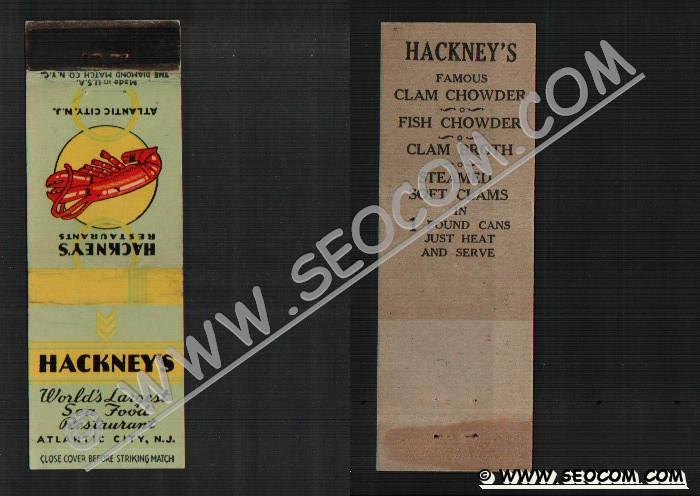 Made in U.S.A.
THE DIAMOND MATCH CO. N.Y.C.
ATLANTIC CITY, N.J.
HACKNEY'S
RESTAURANTS
HACKNEY'S
World's Largest
Sea Food
Restaurant
ATLANTIC CITY, N.J.
CLOSE COVER BEFORE STRIKING MATCH
HACKNEY'S
FAMOUS
CLAM CHOWDER
FISH CHOWDER
CLAM BROTH
STEAMED
SOFT CLAMS
IN
POUND CANS
JUST HEAT
AND SERVE
WWW.SEOCOM.COM
© WWW.SEOCOM.COM